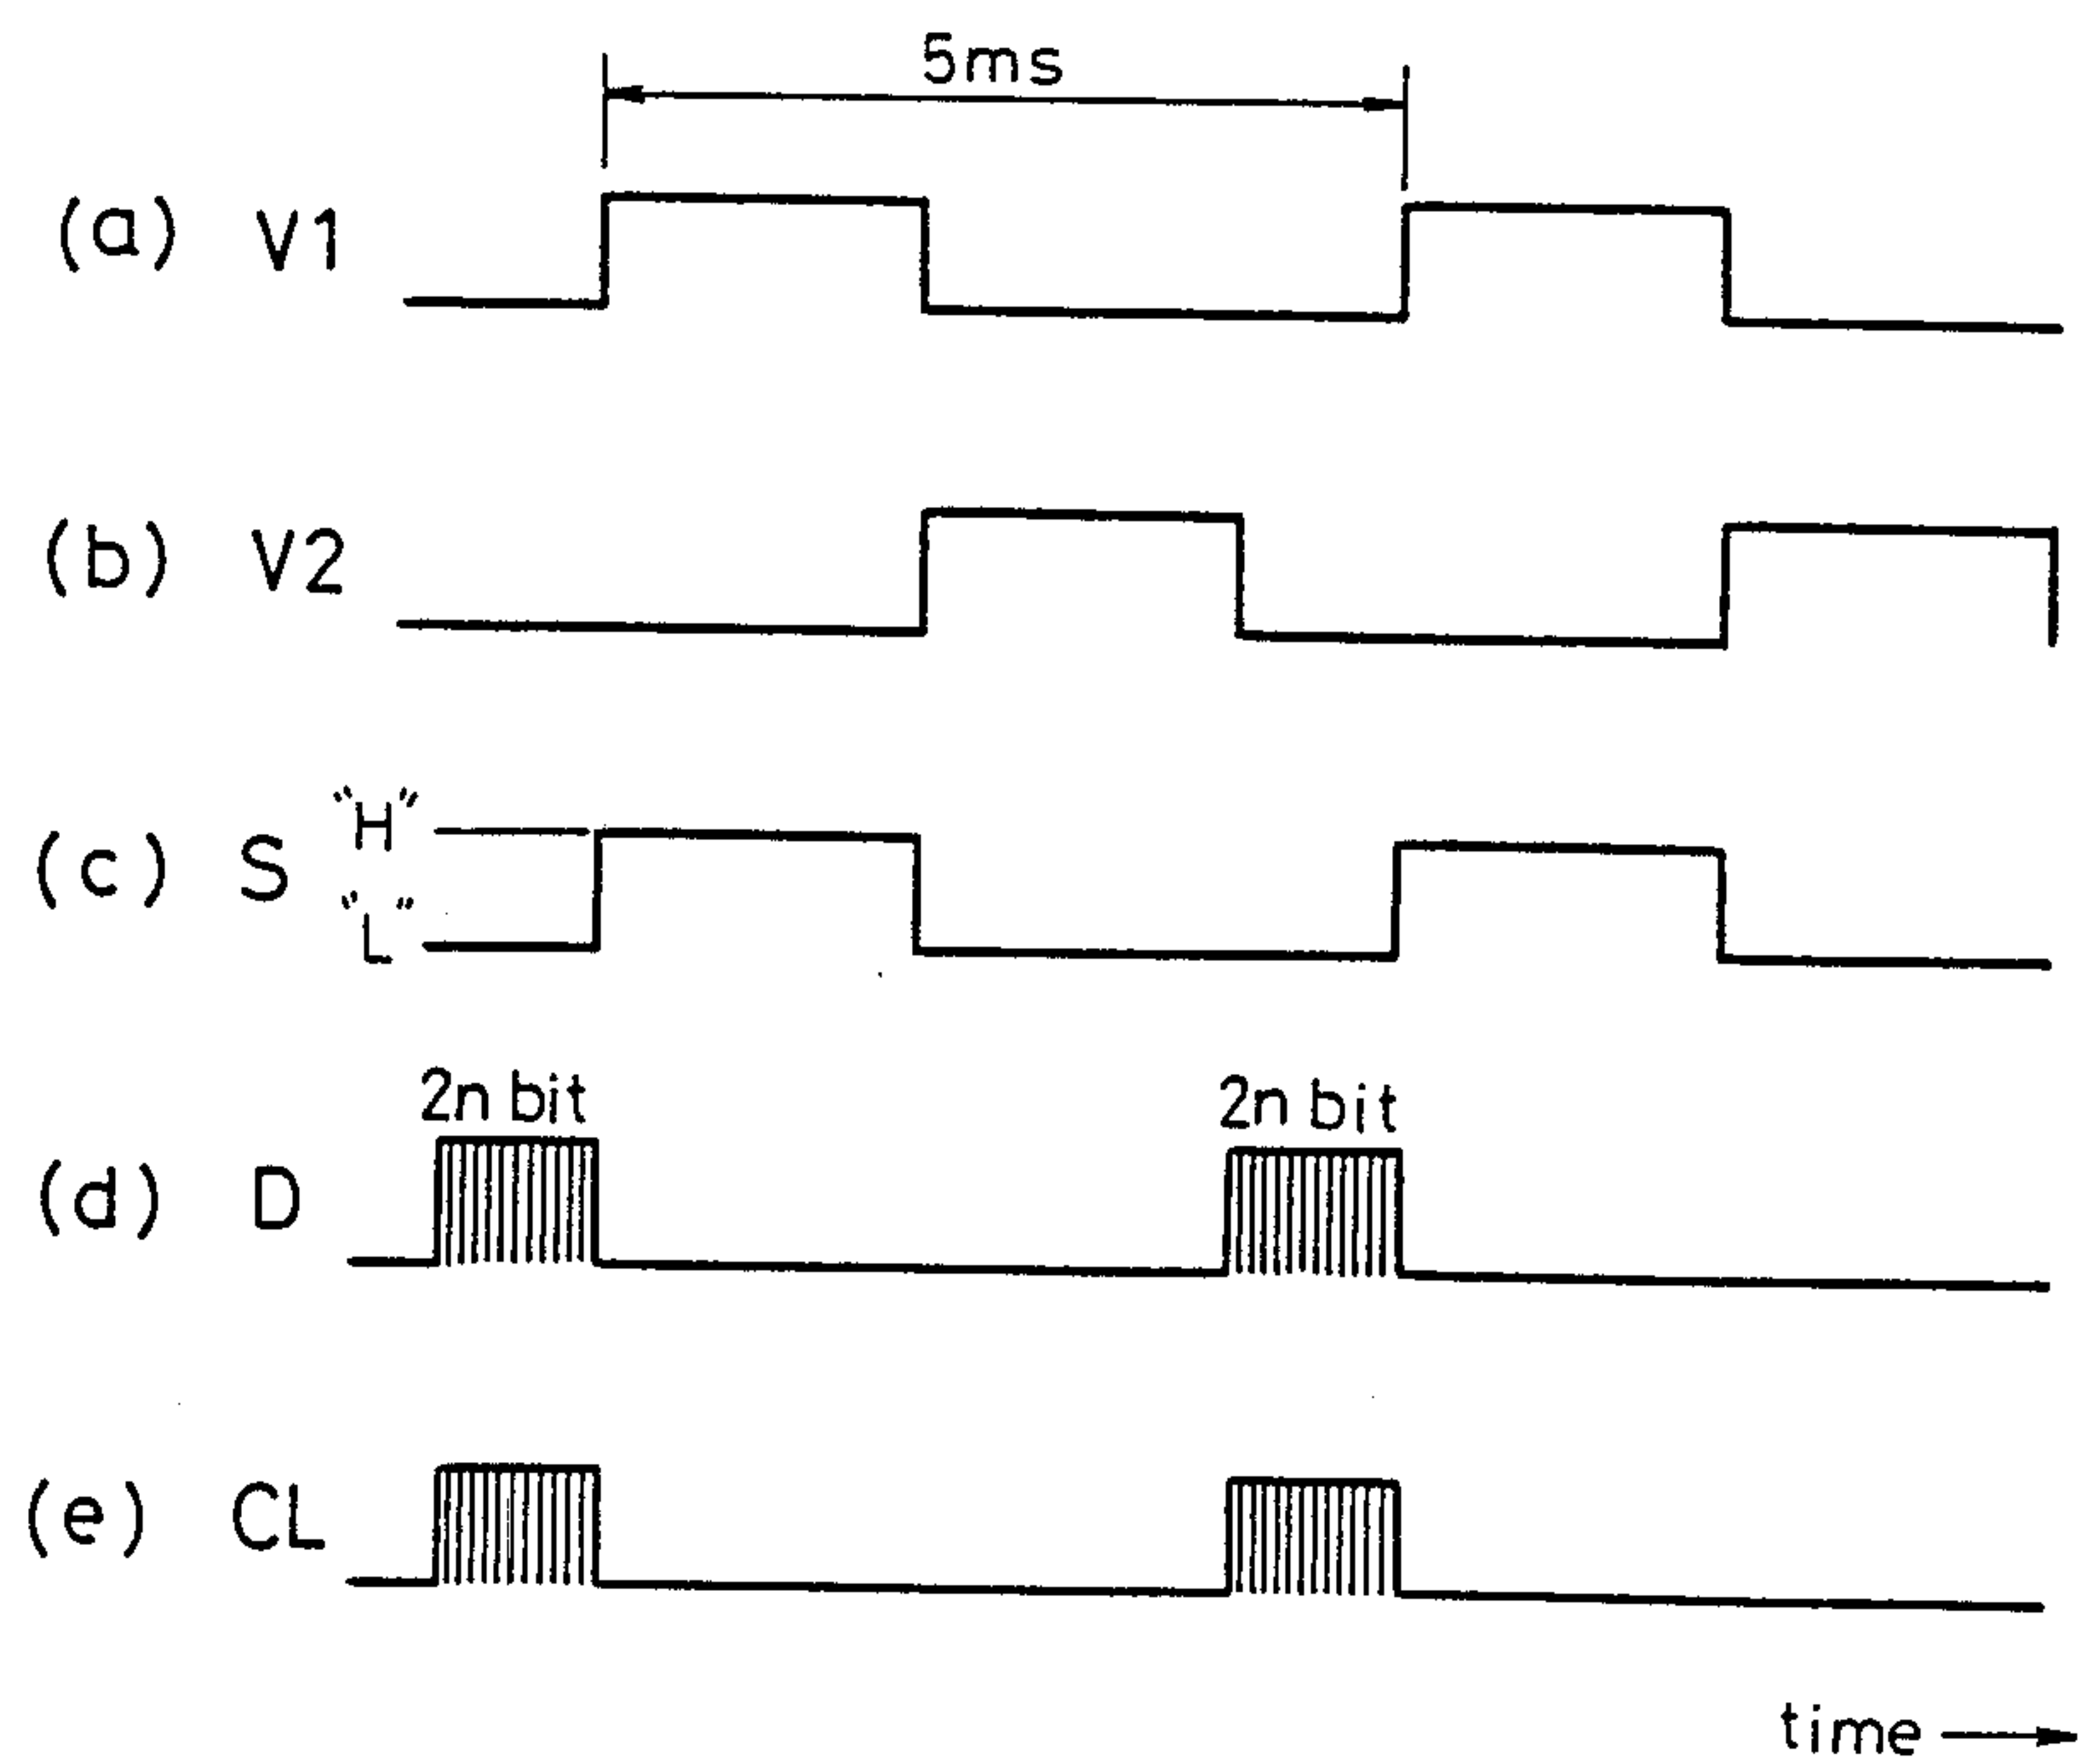 5ms
(a) V1
(b) V2
(c) S "H"
"L"
2n bit 2n bit
(d) D
(e) CL
time